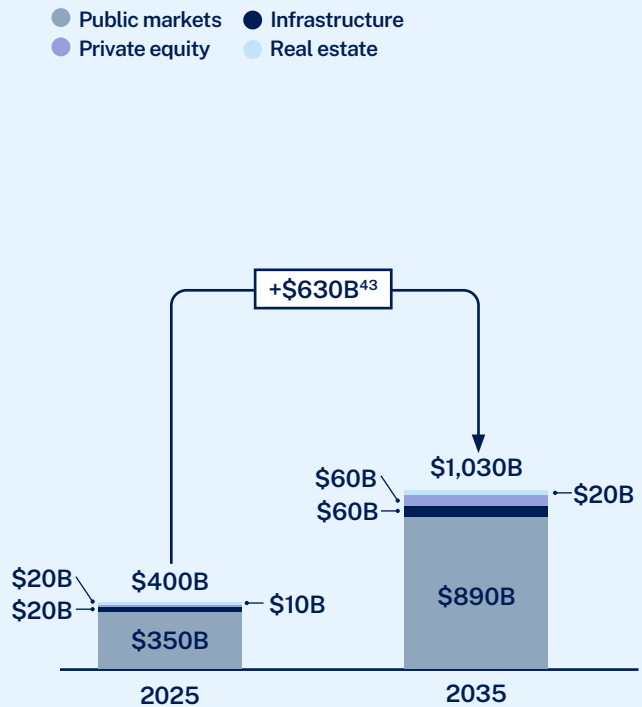 Public markets
Infrastructure
Private equity
Real estate
+$630B⁴³
$1,030B
$60B
$20B
$60B
$890B
$20B
$400B
$10B
$20B
$350B
2025
2035